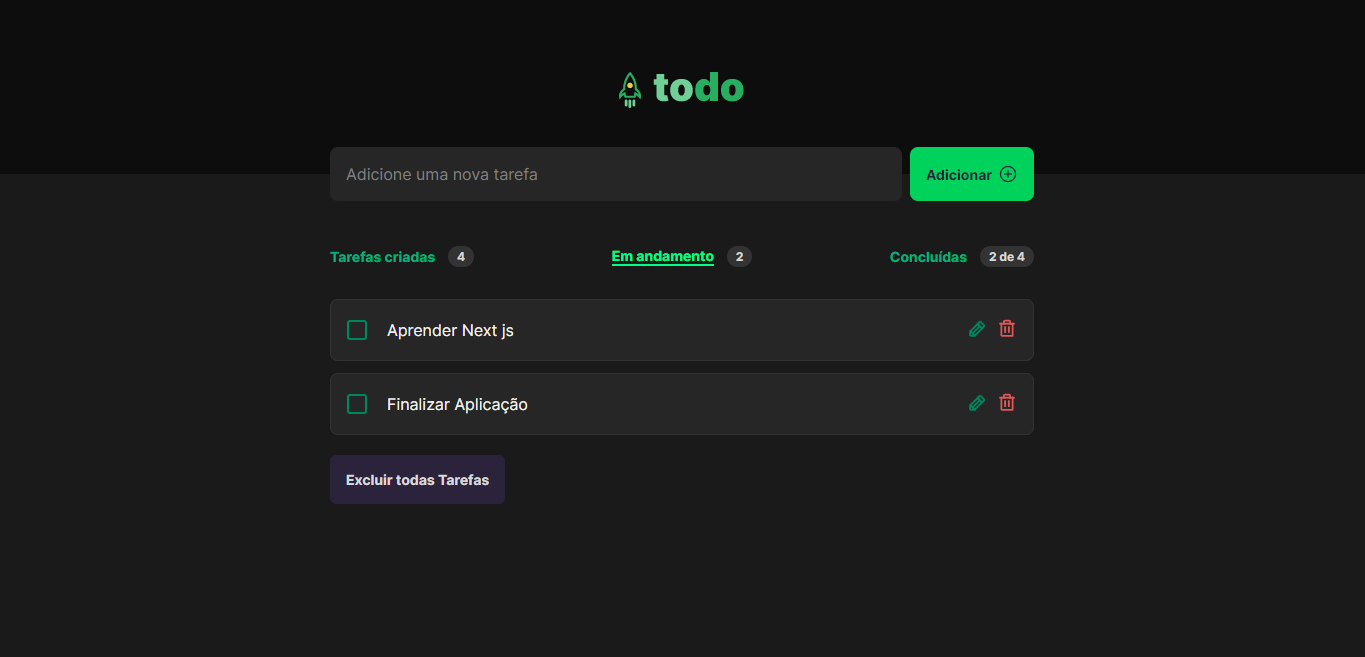 todo
Adicione uma nova tarefa
Adicionar
Tarefas criadas 4
Em andamento 2
Concluídas 2 de 4
Aprender Next js
Finalizar Aplicação
Excluir todas Tarefas